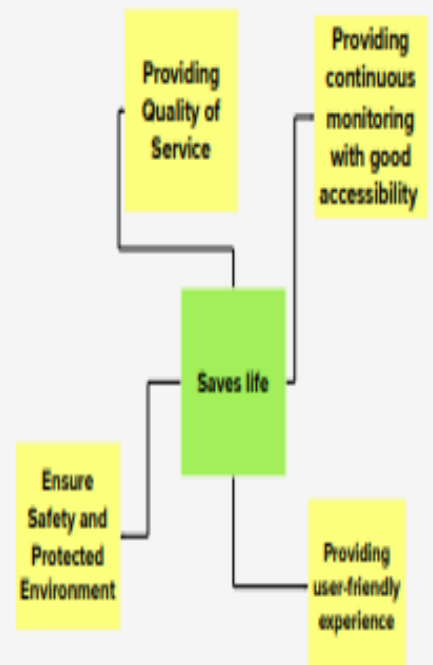 Providing
Quality of
Service
Providing
continuous
monitoring
with good
accessibility
Saves life
Ensure
Safety and
Protected
Environment
Providing
user-friendly
experience